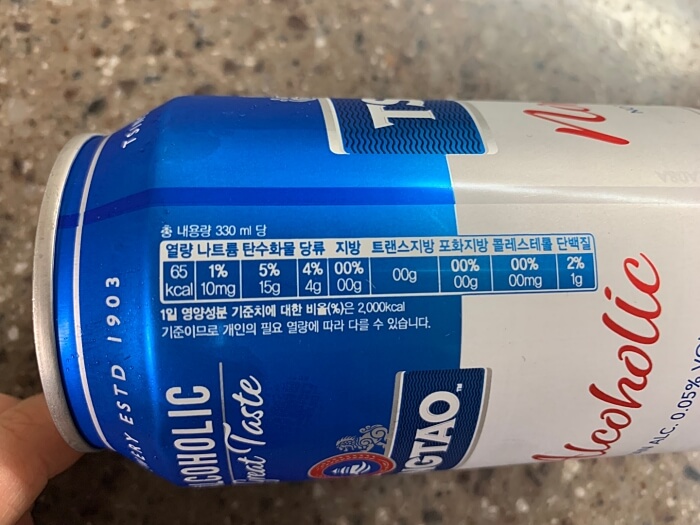 총 내용량 330 ml 당
열량 나트륨 탄수화물 당류 지방 트랜스지방 포화지방 콜레스테롤 단백질
65 1% 5% 4% 00% 00g 00% 00% 2%
kcal 10mg 15g 4g 00g 00g 00mg 1g
1일 영양성분 기준치에 대한 비율(%)은 2,000kcal
기준이므로 개인의 필요 열량에 따라 다를 수 있습니다.
ERY ESTD 1903
COHOLIC
Great Taste
NGTAO
TS
lcoholic
ALC. 0.05%